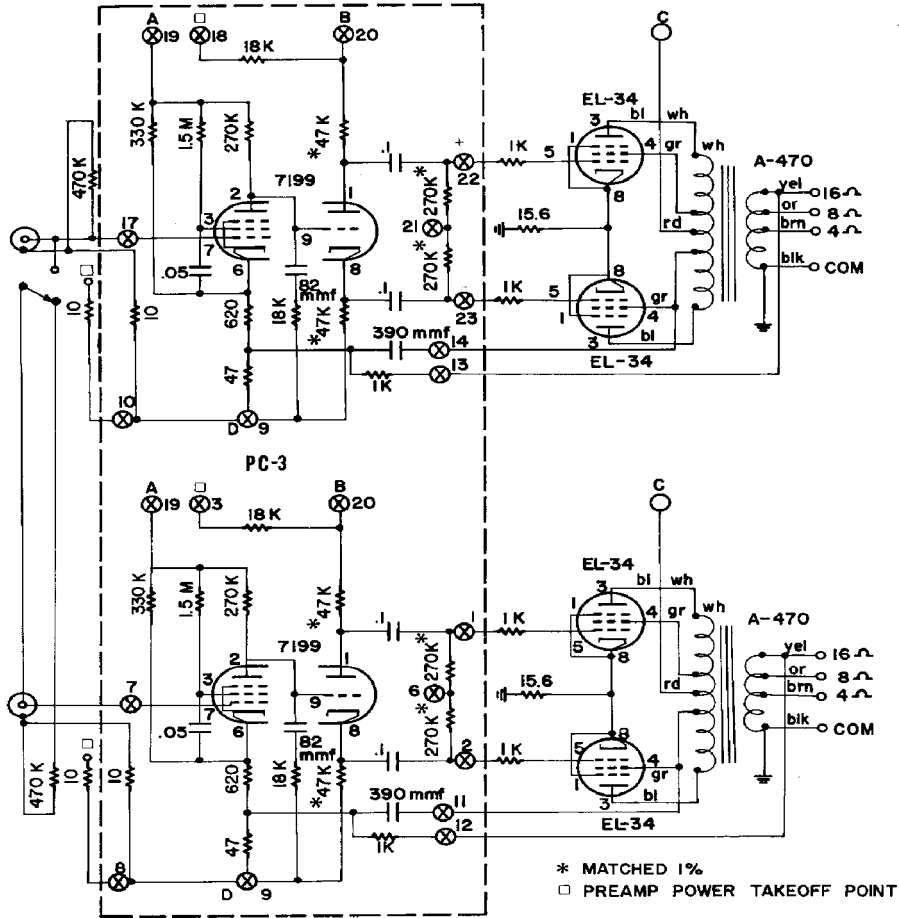 A □ B C
19 18 20
18K
330K 1.5M 270K *47K
470K
EL-34
bl wh
3
1 5 4 gr
8
wh
A-470
yel 16Ω
or 8Ω
brn 4Ω
blk COM
rd
.1 + 22 1K
7199
2 1
17 3 7 9
6 8
*270K
21
*270K
15.6
.05 82 mmf
□
10 10
620 18K *47K
.1 23 1K
8
5 1 gr 4
3 bl
EL-34
390 mmf 14
1K 13
47
10 D 9
PC-3
A □ B C
19 3 20
18K
330K 1.5M 270K *47K
EL-34
bl wh
3
1 5 4 gr
8
wh
A-470
yel 16Ω
or 8Ω
brn 4Ω
blk COM
rd
.1 1 1K
7199
2 1
7 3 7 9
6 8
270K*
6
270K*
15.6
.05 82 mmf
□
470K 10 10
620 18K *47K
.1 2 1K
8
5 1 4 gr
3 bl
EL-34
390 mmf 11
1K 12
47
8 D 9
* MATCHED 1%
□ PREAMP POWER TAKEOFF POINT